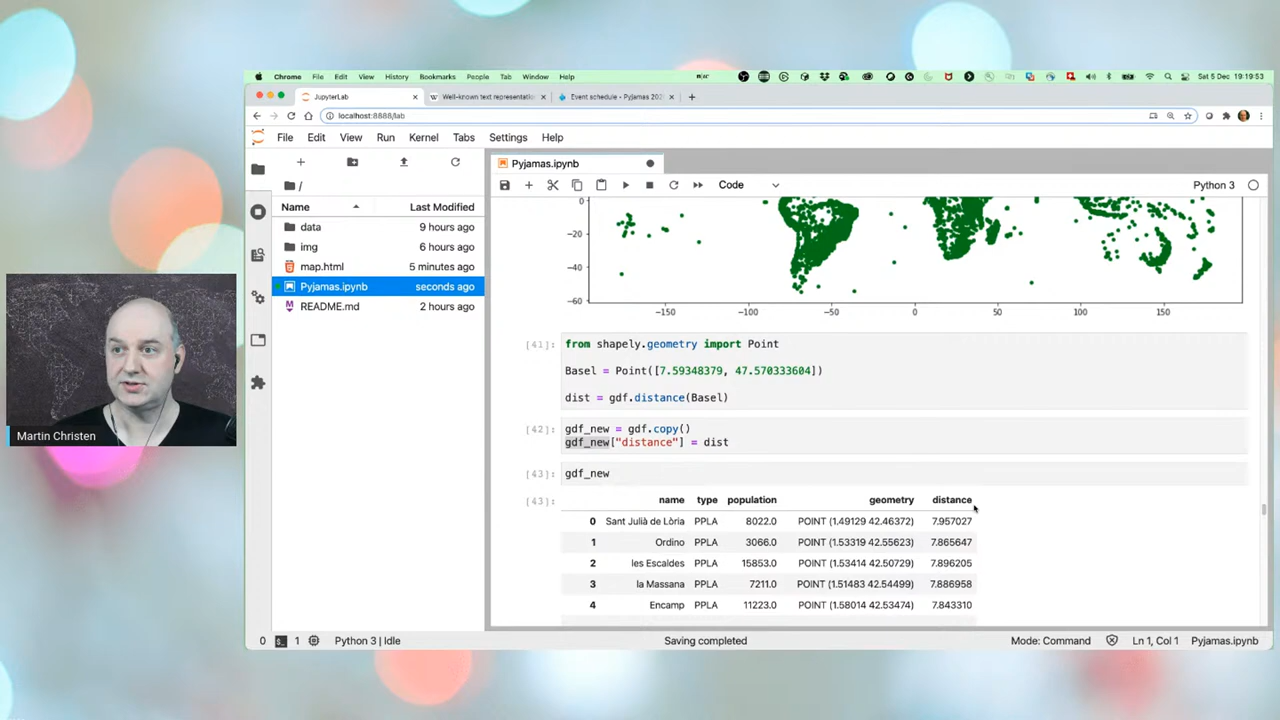 Chrome File Edit View History Bookmarks People Tab Window Help Sat 5 Dec 19:19:53
JupyterLab Well-known text representatio Event schedule - Pyjamas 202
localhost:8888/lab
File Edit View Run Kernel Tabs Settings Help
Pyjamas.ipynb
/
Code Python 3
Name Last Modified
data 9 hours ago
img 6 hours ago
map.html 5 minutes ago
Pyjamas.ipynb seconds ago
README.md 2 hours ago
0
−20
−40
−60
−150 −100 −50 0 50 100 150
[41]: from shapely.geometry import Point
Basel = Point([7.59348379, 47.570333604])
dist = gdf.distance(Basel)
[42]: gdf_new = gdf.copy()
gdf_new["distance"] = dist
[43]: gdf_new
[43]: name type population geometry distance
0 Sant Julià de Lòria PPLA 8022.0 POINT (1.49129 42.46372) 7.957027
1 Ordino PPLA 3066.0 POINT (1.53319 42.55623) 7.865647
2 les Escaldes PPLA 15853.0 POINT (1.53414 42.50729) 7.896205
3 la Massana PPLA 7211.0 POINT (1.51483 42.54499) 7.886958
4 Encamp PPLA 11223.0 POINT (1.58014 42.53474) 7.843310
Martin Christen
0 1 Python 3 | Idle Saving completed Mode: Command Ln 1, Col 1 Pyjamas.ipynb